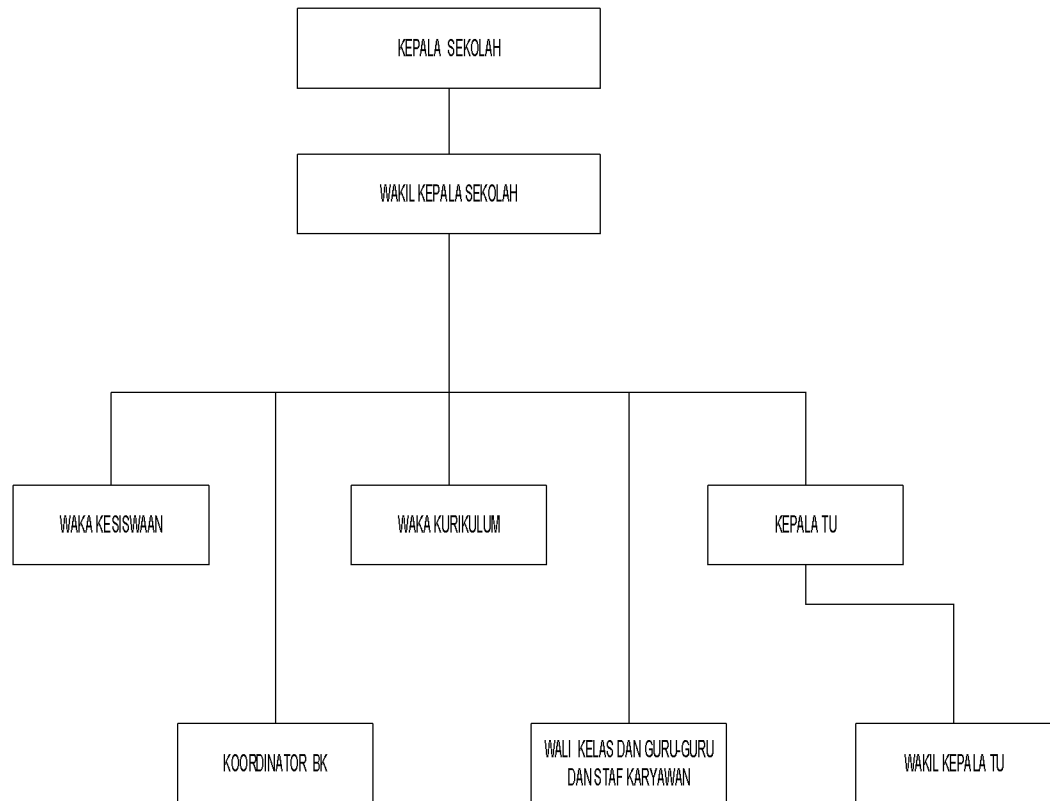 KEPALA SEKOLAH
WAKIL KEPALA SEKOLAH
WAKA KESISWAAN
WAKA KURIKULUM
KEPALA TU
KOORDINATOR BK
WALI KELAS DAN GURU-GURU
DAN STAF KARYAWAN
WAKIL KEPALA TU